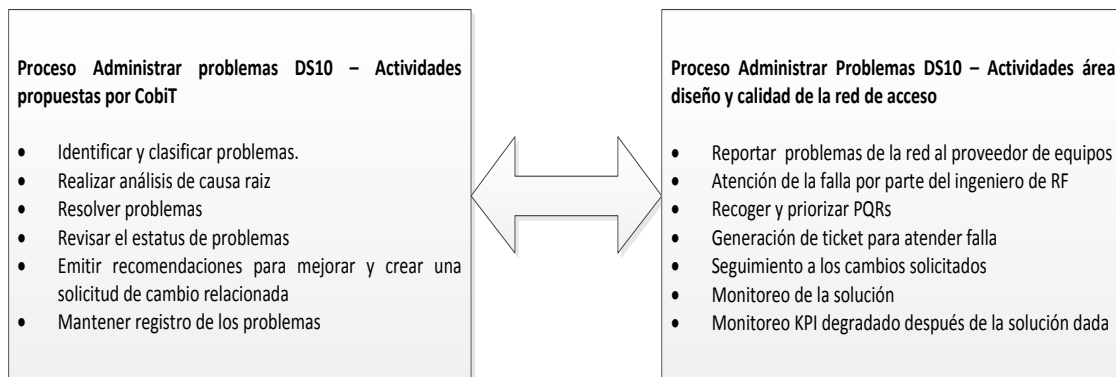 Proceso Administrar problemas DS10 – Actividades
propuestas por CobiT
• Identificar y clasificar problemas.
• Realizar análisis de causa raiz
• Resolver problemas
• Revisar el estatus de problemas
• Emitir recomendaciones para mejorar y crear una
solicitud de cambio relacionada
• Mantener registro de los problemas
Proceso Administrar Problemas DS10 – Actividades área
diseño y calidad de la red de acceso
• Reportar problemas de la red al proveedor de equipos
• Atención de la falla por parte del ingeniero de RF
• Recoger y priorizar PQRs
• Generación de ticket para atender falla
• Seguimiento a los cambios solicitados
• Monitoreo de la solución
• Monitoreo KPI degradado después de la solución dada